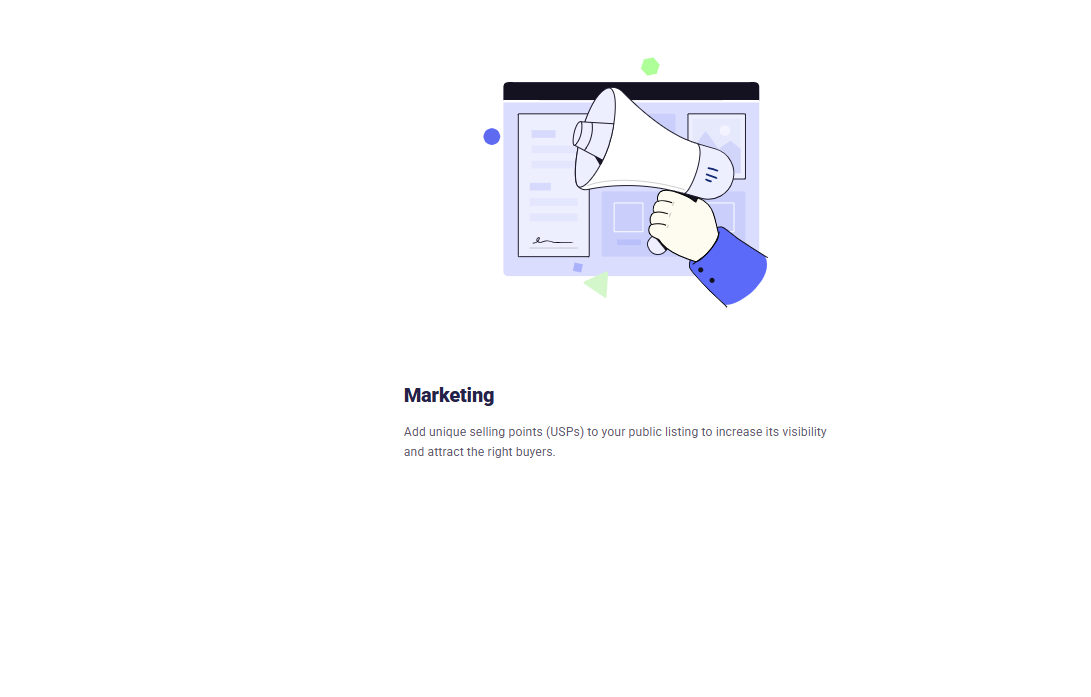 Marketing
Add unique selling points (USPs) to your public listing to increase its visibility
and attract the right buyers.